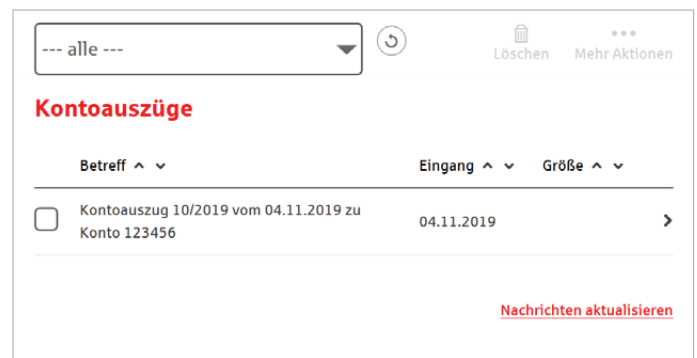 --- alle ---
Löschen
Mehr Aktionen
Kontoauszüge
Betreff Eingang Größe
Kontoauszug 10/2019 vom 04.11.2019 zu
Konto 123456
04.11.2019
Nachrichten aktualisieren